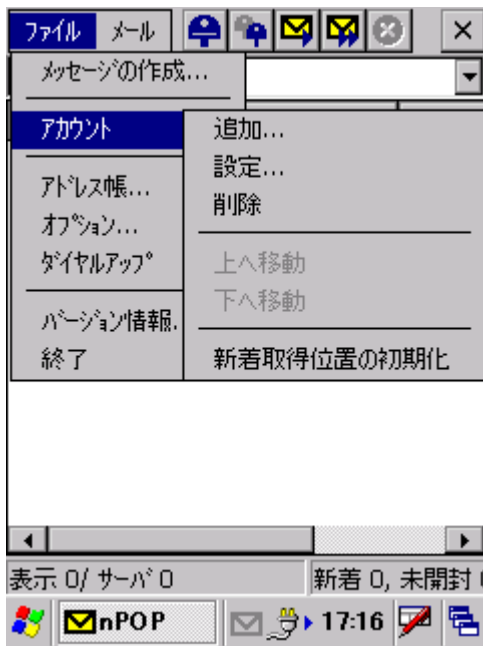 ファイル メール
メッセージの作成...
アカウント
追加...
設定...
削除
上へ移動
下へ移動
新着取得位置の初期化
アドレス帳...
オプション...
ダイヤルアップ
バージョン情報.
終了
表示 0/ サーバ 0
新着 0, 未開封
nPOP
17:16